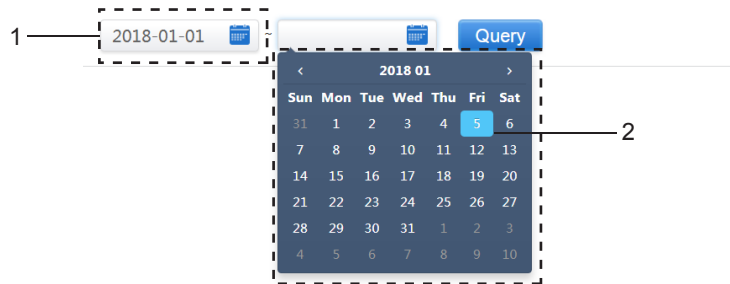 1
2018-01-01 ~ Query
‹ 2018 01 ›
Sun Mon Tue Wed Thu Fri Sat
31 1 2 3 4 5 6
2
7 8 9 10 11 12 13
14 15 16 17 18 19 20
21 22 23 24 25 26 27
28 29 30 31 1 2 3
4 5 6 7 8 9 10